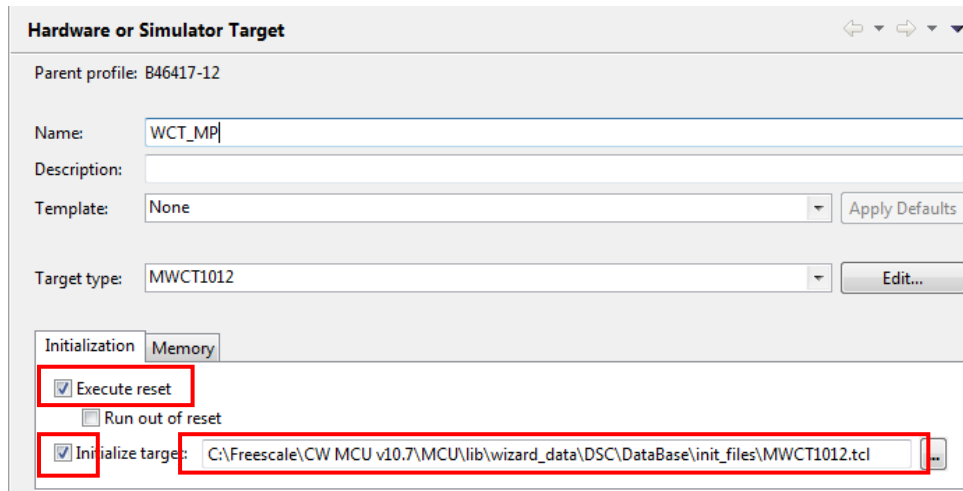 Hardware or Simulator Target
Parent profile: B46417-12
Name: WCT_MP
Description:
Template: None Apply Defaults
Target type: MWCT1012 Edit...
Initialization Memory
Execute reset
Run out of reset
Initialize target: C:\Freescale\CW MCU v10.7\MCU\lib\wizard_data\DSC\DataBase\init_files\MWCT1012.tcl ...